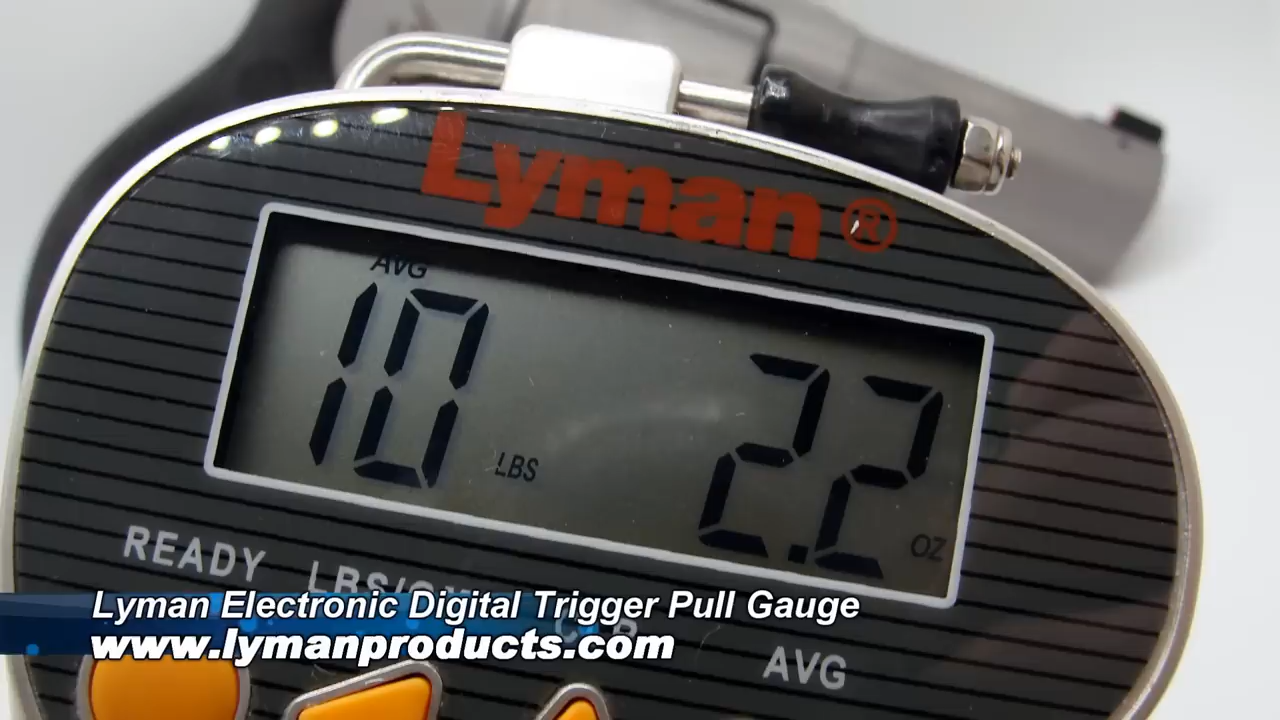 Lyman®
AVG
10 LBS 2.2 OZ
READY
Lyman Electronic Digital Trigger Pull Gauge
www.lymanproducts.com
AVG